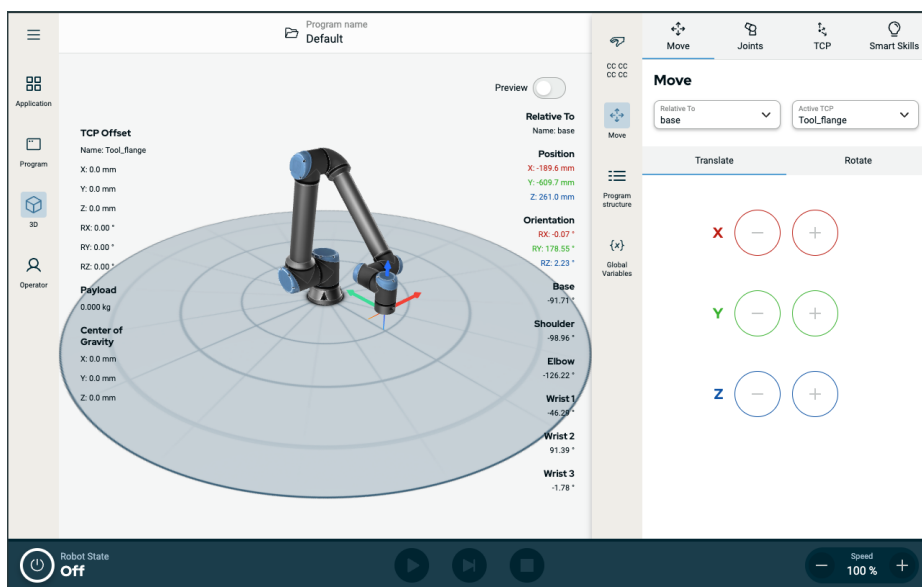 Program name
Default
Application
Program
3D
Operator
Preview
TCP Offset
Name: Tool_flange
X: 0.0 mm
Y: 0.0 mm
Z: 0.0 mm
RX: 0.00 °
RY: 0.00 °
RZ: 0.00 °
Payload
0.000 kg
Center of
Gravity
X: 0.0 mm
Y: 0.0 mm
Z: 0.0 mm
Relative To
Name: base
Position
X: -189.6 mm
Y: -609.7 mm
Z: 261.0 mm
Orientation
RX: -0.07 °
RY: 178.55 °
RZ: 2.23 °
Base
-91.71 °
Shoulder
-98.96 °
Elbow
-126.22 °
Wrist 1
-46.29 °
Wrist 2
91.39 °
Wrist 3
-1.78 °
CC CC
CC CC
Move
Program
structure
{x}
Global
Variables
Move
Joints
TCP
Smart Skills
Move
Relative To
base
Active TCP
Tool_flange
Translate
Rotate
X − +
Y − +
Z − +
Robot State
Off
Speed
− 100 % +